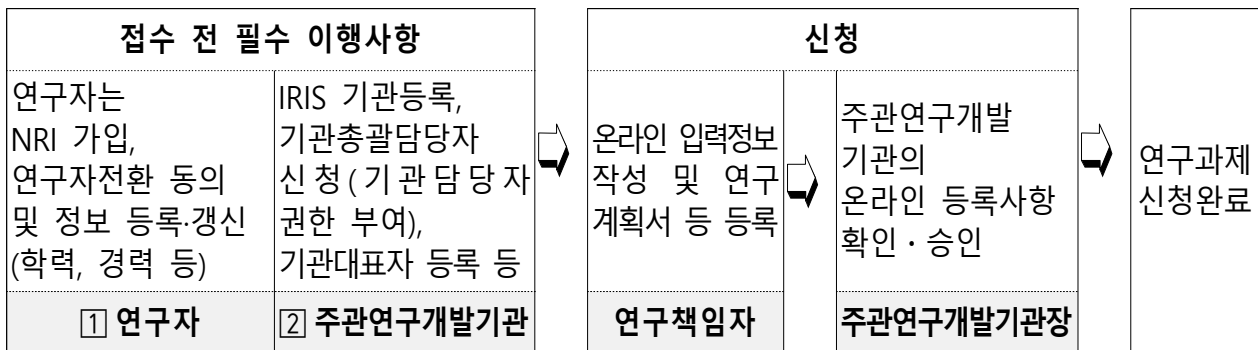 접수 전 필수 이행사항
연구자는
NRI 가입,
연구자전환 동의
및 정보 등록·갱신
(학력, 경력 등)
1 연구자
IRIS 기관등록,
기관총괄담당자
신청(기관담당자
권한 부여),
기관대표자 등록 등
2 주관연구개발기관
신청
온라인 입력정보
작성 및 연구
계획서 등 등록
연구책임자
주관연구개발
기관의
온라인 등록사항
확인·승인
주관연구개발기관장
연구과제
신청완료